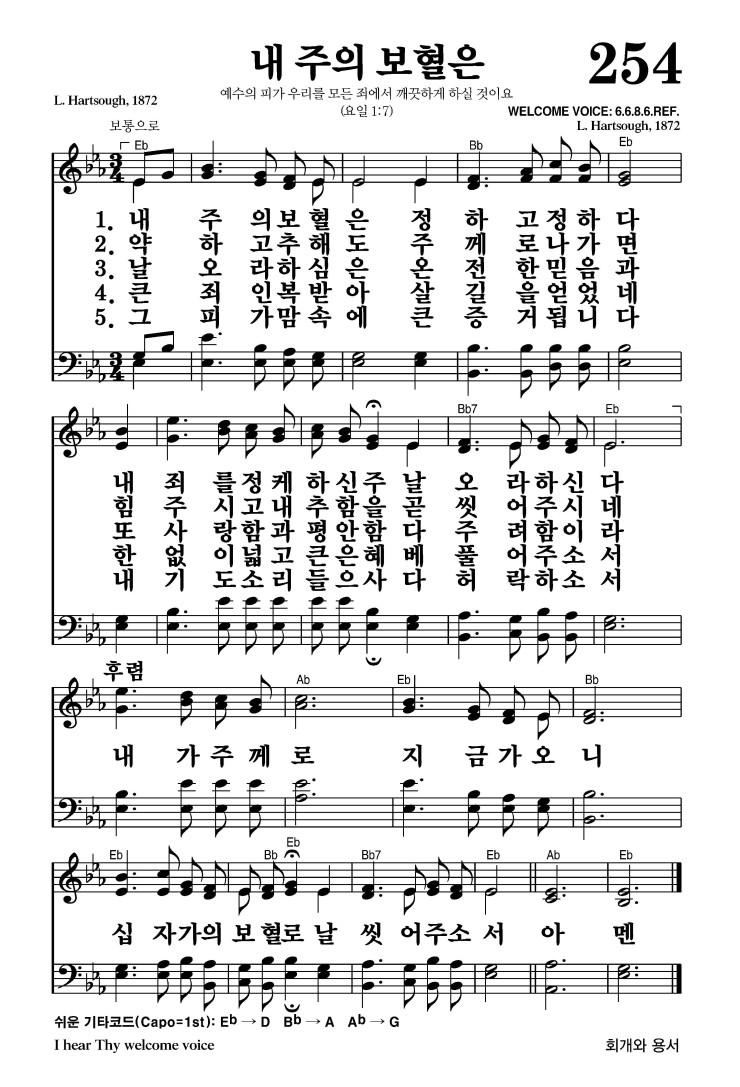 내 주의 보혈은
254
예수의 피가 우리를 모든 죄에서 깨끗하게 하실 것이요
(요일 1:7)
L. Hartsough, 1872
WELCOME VOICE: 6.6.8.6.REF.
L. Hartsough, 1872
보통으로
Eb Bb Eb
1. 내 주 의 보 혈 은 정 하 고 정 하 다
2. 약 하 고 추 해 도 주 께 로 나 가 면
3. 날 오 라 하 심 은 온 전 한 믿 음 과
4. 큰 죄 인 복 받 아 살 길 을 얻 었 네
5. 그 피 가 맘 속 에 큰 증 거 됩 니 다
Bb7 Eb
내 죄 를 정 케 하 신 주 날 오 라 하 신 다
힘 주 시 고 내 추 함 을 곧 씻 어 주 시 네
또 사 랑 함 과 평 안 함 다 주 려 함 이 라
한 없 이 넓 고 큰 은 혜 베 풀 어 주 소 서
내 기 도 소 리 들 으 사 다 허 락 하 소 서
후렴
Ab Eb Bb
내 가 주 께 로 지 금 가 오 니
Eb Bb Eb Bb7 Eb Ab Eb
십 자 가 의 보 혈 로 날 씻 어 주 소 서 아 멘
쉬운 기타코드(Capo=1st): Eb → D Bb → A Ab → G
I hear Thy welcome voice
회개와 용서